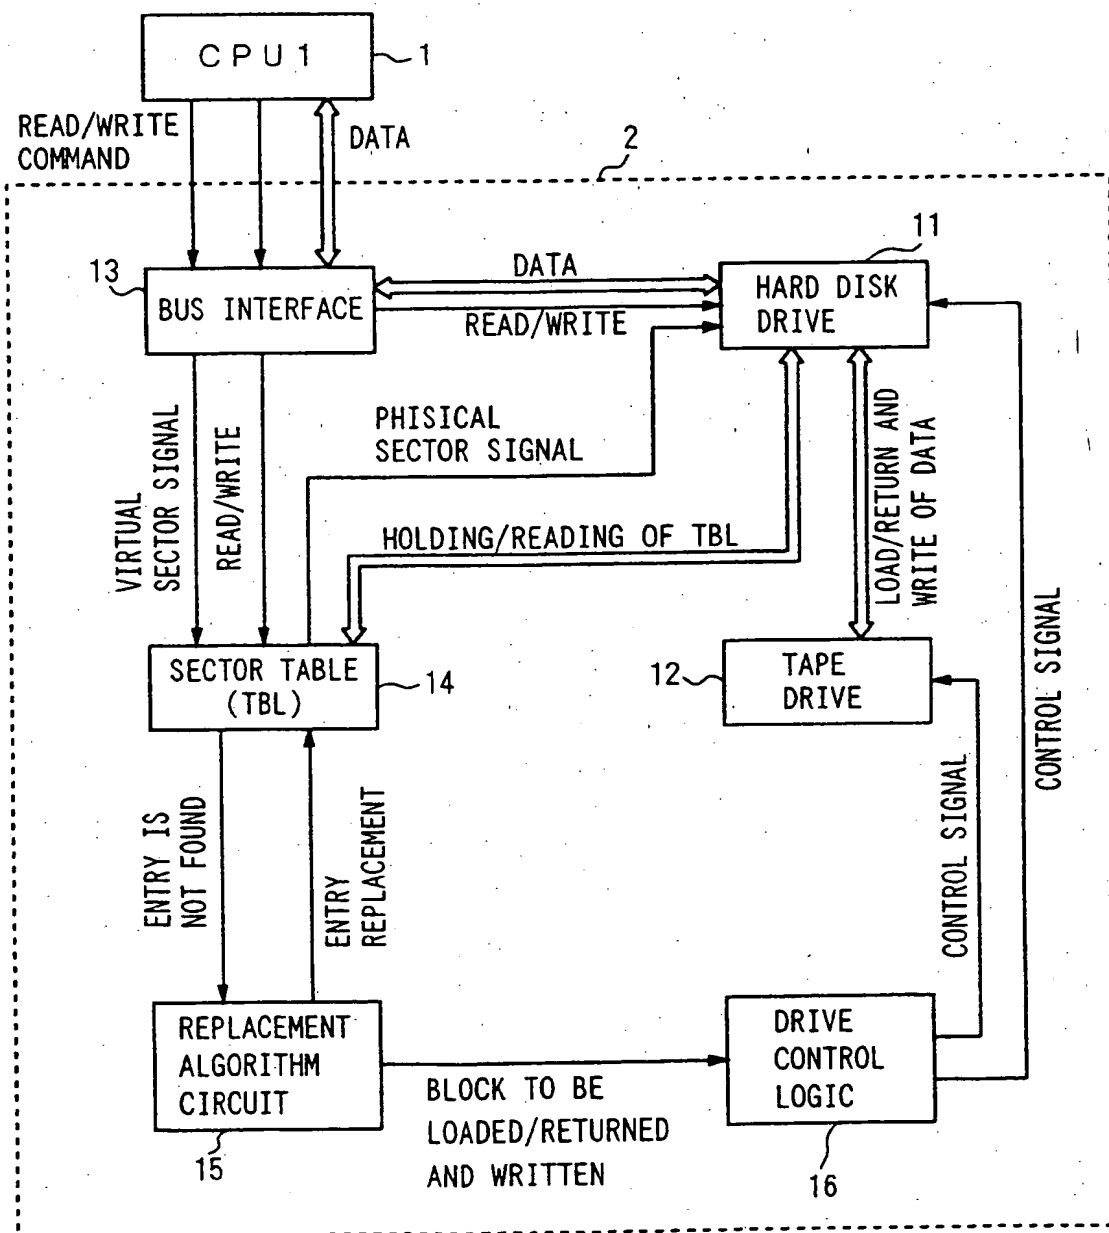 CPU1
1
READ/WRITE
COMMAND
DATA
2
13
BUS INTERFACE
DATA
READ/WRITE
11
HARD DISK
DRIVE
VIRTUAL
SECTOR SIGNAL
READ/WRITE
PHISICAL
SECTOR SIGNAL
HOLDING/READING OF TBL
LOAD/RETURN AND
WRITE OF DATA
CONTROL SIGNAL
SECTOR TABLE
(TBL)
14
12
TAPE
DRIVE
ENTRY IS
NOT FOUND
ENTRY
REPLACEMENT
CONTROL SIGNAL
REPLACEMENT
ALGORITHM
CIRCUIT
15
BLOCK TO BE
LOADED/RETURNED
AND WRITTEN
DRIVE
CONTROL
LOGIC
16